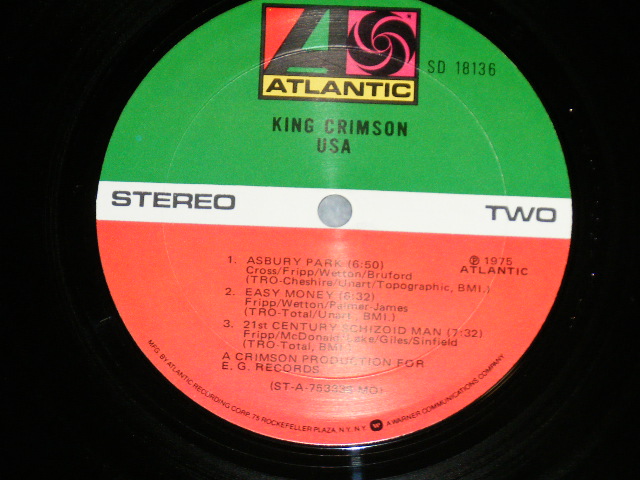 ATLANTIC
SD 18136
KING CRIMSON
USA
STEREO
TWO
1. ASBURY PARK (6:50)
Cross/Fripp/Wetton/Bruford
(TRO-Cheshire/Unart/Topographic, BMI.)
2. EASY MONEY (6:32)
Fripp/Wetton/Palmer-James
(TRO-Total/Unart, BMI.)
3. 21st CENTURY SCHIZOID MAN (7:32)
Fripp/McDonald/Lake/Giles/Sinfield
(TRO-Total, BMI.)
A CRIMSON PRODUCTION FOR
E. G. RECORDS
℗ 1975
ATLANTIC
MFG. BY ATLANTIC RECORDING CORP. 75 ROCKEFELLER PLAZA, N.Y., N.Y. A WARNER COMMUNICATIONS COMPANY